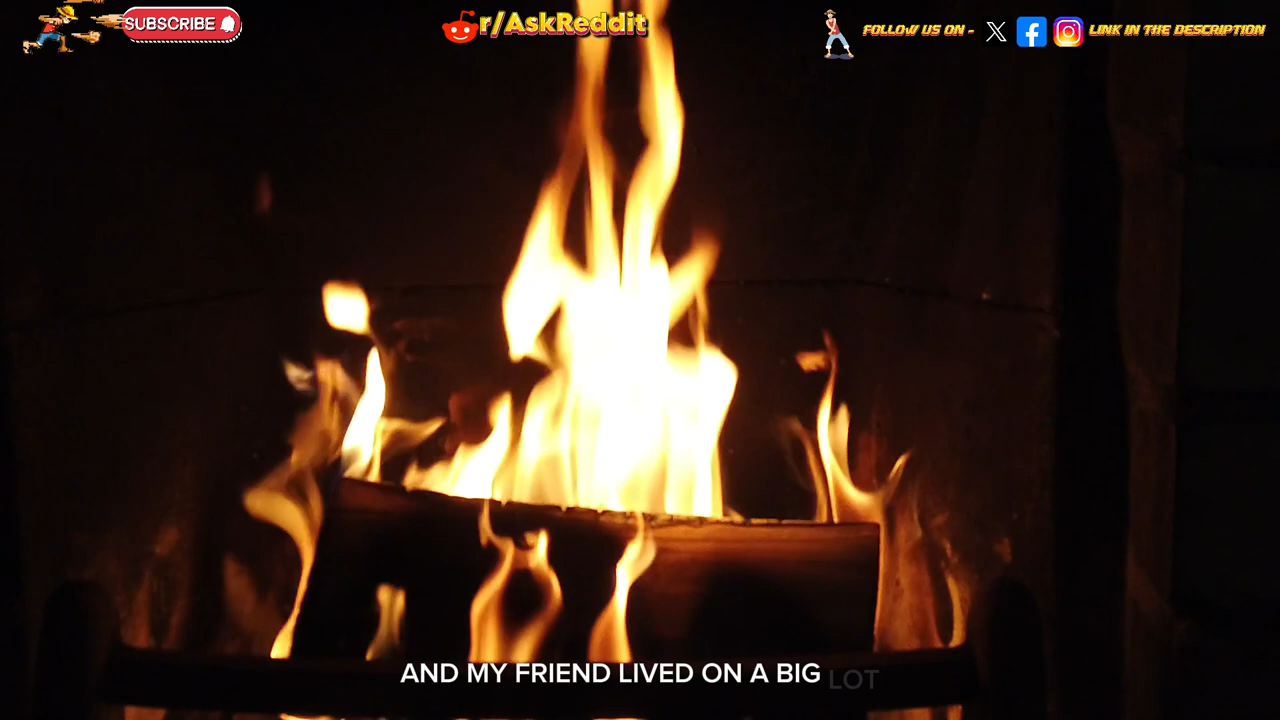 SUBSCRIBE
r/AskReddit
FOLLOW US ON -
LINK IN THE DESCRIPTION
AND MY FRIEND LIVED ON A BIG LOT